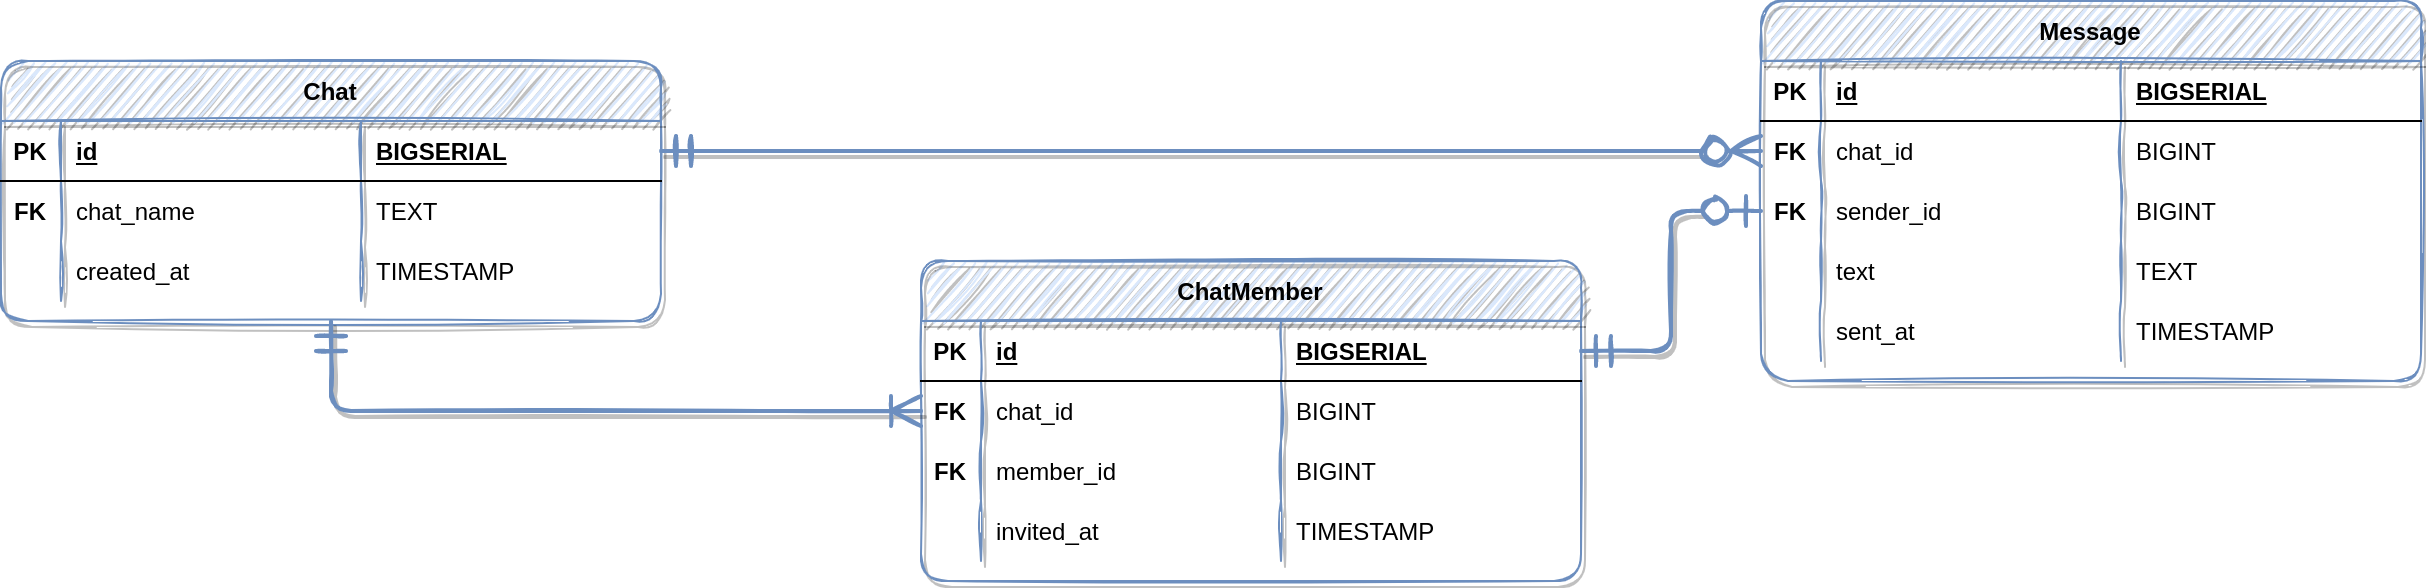 Chat
PK id BIGSERIAL
FK chat_name TEXT
created_at TIMESTAMP
ChatMember
PK id BIGSERIAL
FK chat_id BIGINT
FK member_id BIGINT
invited_at TIMESTAMP
Message
PK id BIGSERIAL
FK chat_id BIGINT
FK sender_id BIGINT
text TEXT
sent_at TIMESTAMP